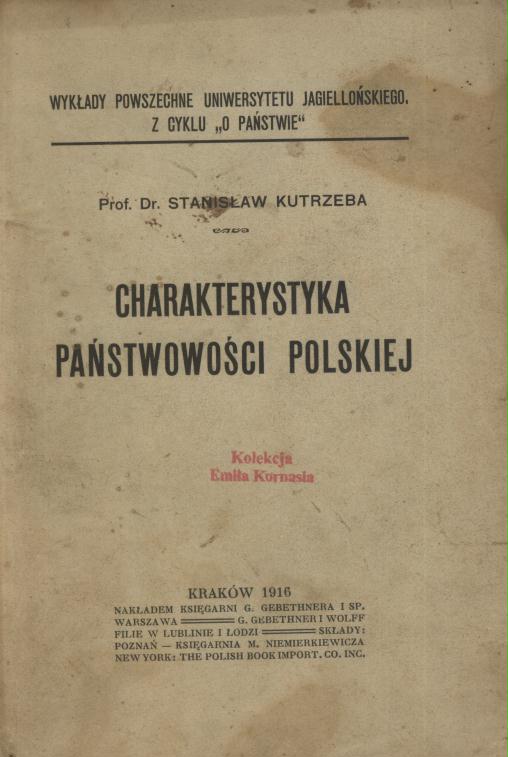 WYKŁADY POWSZECHNE UNIWERSYTETU JAGIELLOŃSKIEGO.
Z CYKLU „O PAŃSTWIE“
Prof. Dr. STANISŁAW KUTRZEBA
CHARAKTERYSTYKA
PAŃSTWOWOŚCI POLSKIEJ
Kolekcja
Emila Kornasia
KRAKÓW 1916
NAKŁADEM KSIĘGARNI G. GEBETHNERA I SP.
WARSZAWA G. GEBETHNER I WOLFF
FILIE W LUBLINIE I ŁODZI SKŁADY:
POZNAŃ — KSIĘGARNIA M. NIEMIERKIEWICZA
NEW YORK: THE POLISH BOOK IMPORT. CO. INC.